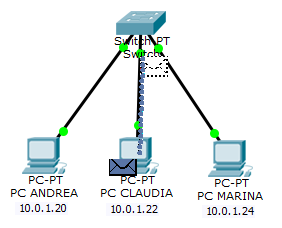 Switch-PT
Switch
PC-PT
PC ANDREA
10.0.1.20
PC-PT
PC CLAUDIA
10.0.1.22
PC-PT
PC MARINA
10.0.1.24